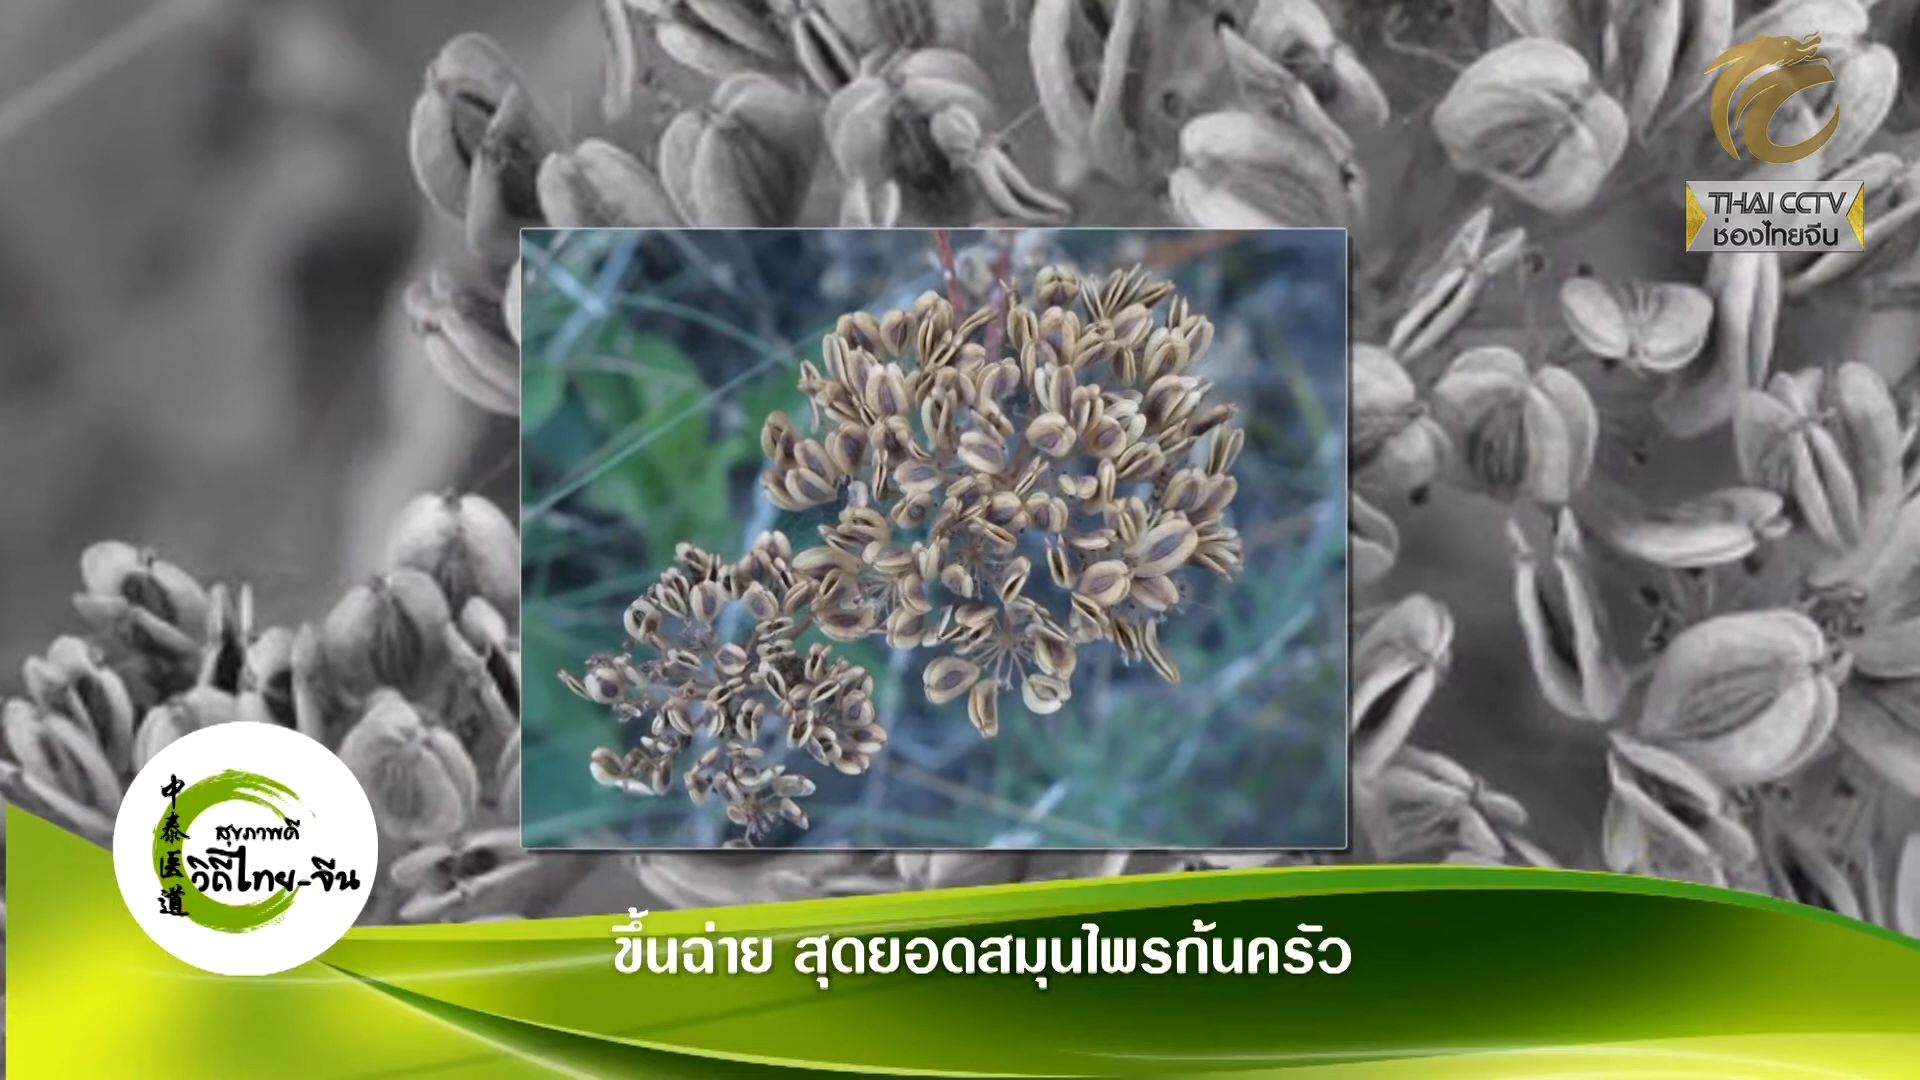 THAI CCTV
ช่องไทยจีน
中泰医道
สุขภาพดี
วิถีไทย-จีน
ขึ้นฉ่าย สุดยอดสมุนไพรก้นครัว